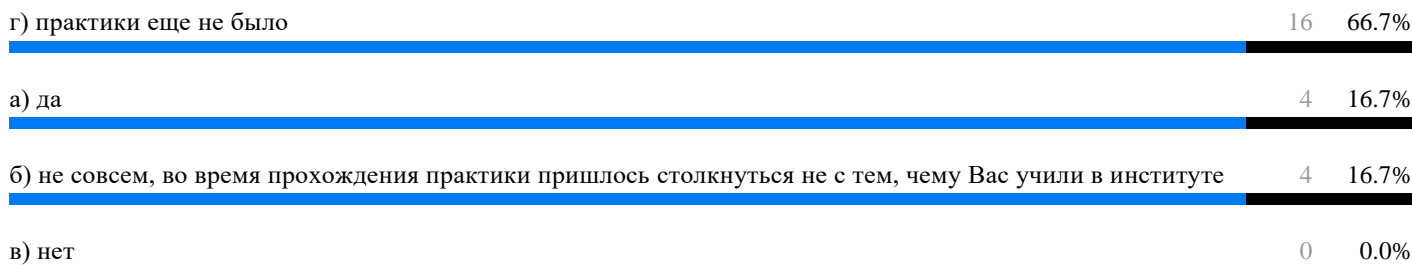 г) практики еще не было 16 66.7%
а) да 4 16.7%
б) не совсем, во время прохождения практики пришлось столкнуться не с тем, чему Вас учили в институте 4 16.7%
в) нет 0 0.0%